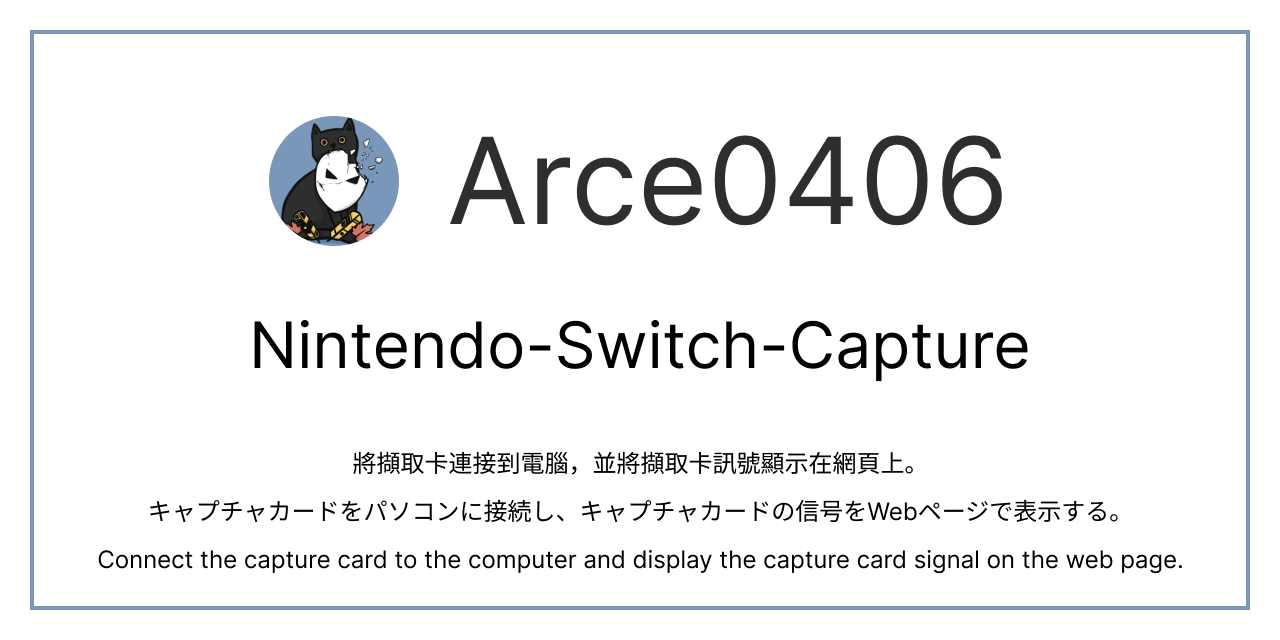 Arce0406
Nintendo-Switch-Capture
將擷取卡連接到電腦，並將擷取卡訊號顯示在網頁上。
キャプチャカードをパソコンに接続し、キャプチャカードの信号をWebページで表示する。
Connect the capture card to the computer and display the capture card signal on the web page.